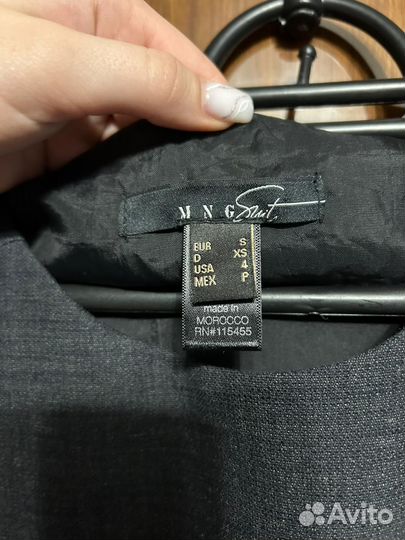 MNG Suit
EUR S
D XS
USA 4
MEX P
made in
MOROCCO
RN#115455
Avito